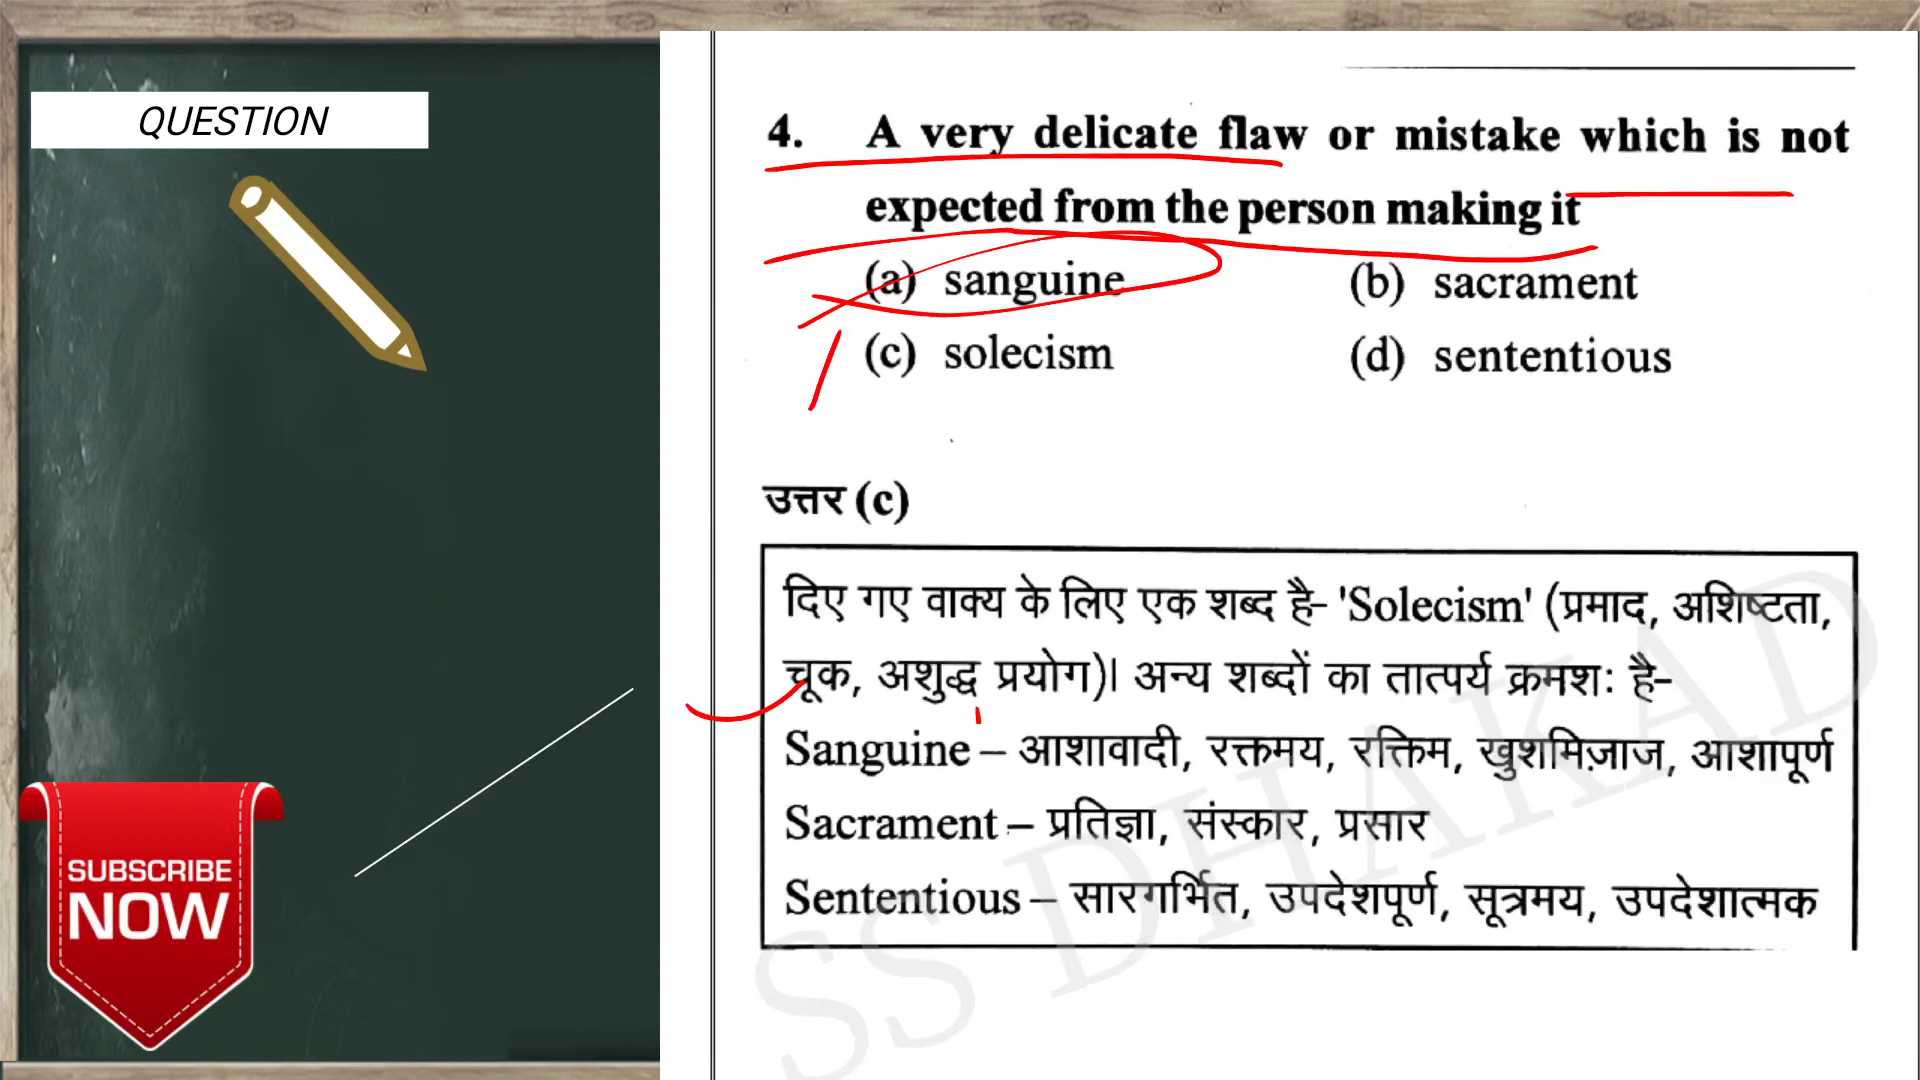 QUESTION
4. A very delicate flaw or mistake which is not
expected from the person making it
(a) sanguine (b) sacrament
(c) solecism (d) sententious
उत्तर (c)
दिए गए वाक्य के लिए एक शब्द है- 'Solecism' (प्रमाद, अशिष्टता,
चूक, अशुद्ध प्रयोग)। अन्य शब्दों का तात्पर्य क्रमशः है-
Sanguine – आशावादी, रक्तमय, रक्तिम, खुशमिज़ाज, आशापूर्ण
Sacrament – प्रतिज्ञा, संस्कार, प्रसार
Sententious – सारगर्भित, उपदेशपूर्ण, सूत्रमय, उपदेशात्मक
SS DHAKAD
SUBSCRIBE
NOW